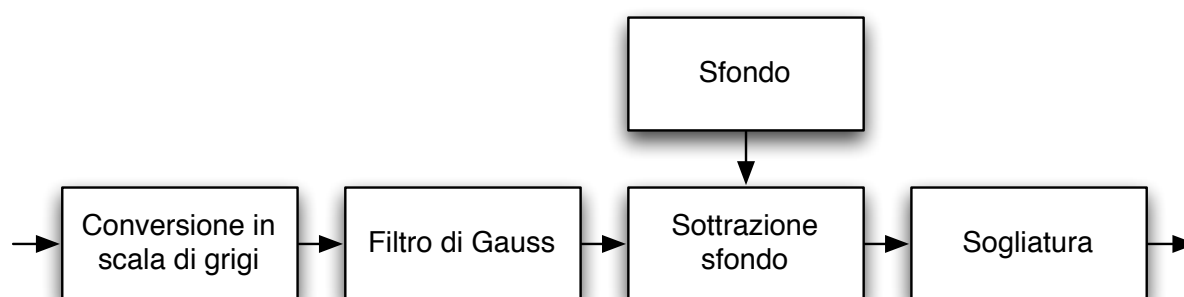 Sfondo
Conversione in
scala di grigi
Filtro di Gauss
Sottrazione
sfondo
Sogliatura